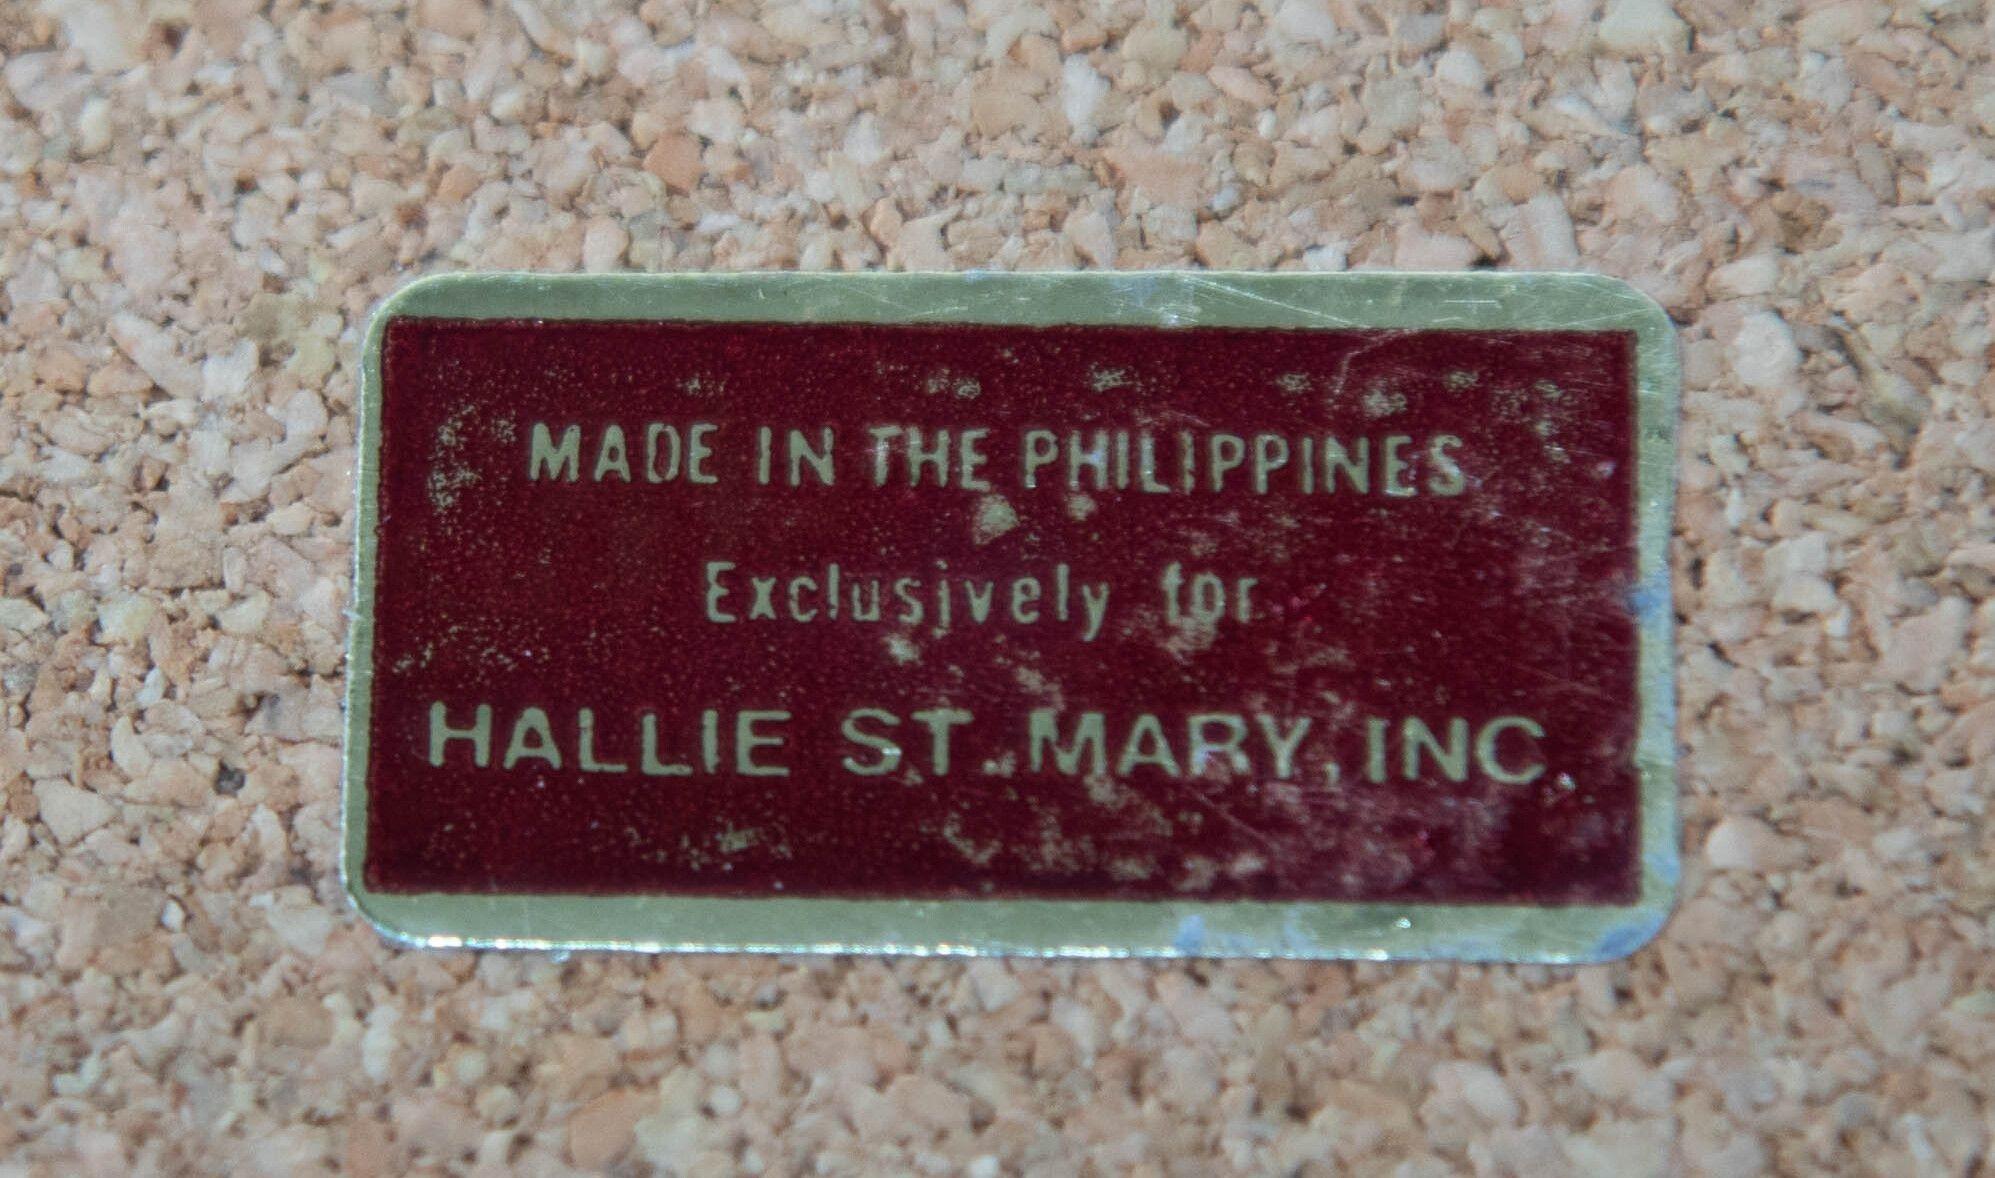 MADE IN THE PHILIPPINES
Exclusively for
HALLIE ST. MARY, INC.